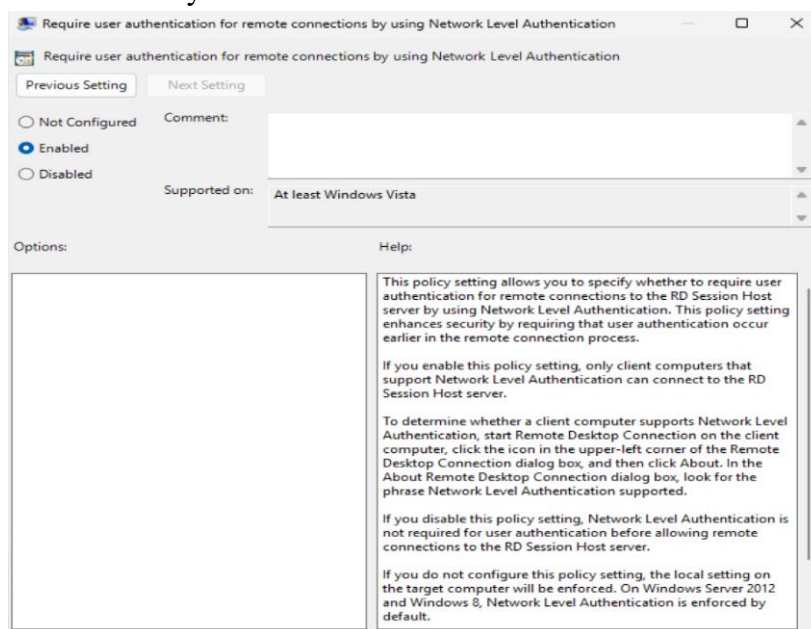 Require user authentication for remote connections by using Network Level Authentication
Require user authentication for remote connections by using Network Level Authentication
Previous Setting Next Setting
Not Configured
Enabled
Disabled
Comment:
Supported on: At least Windows Vista
Options:
Help:
This policy setting allows you to specify whether to require user
authentication for remote connections to the RD Session Host
server by using Network Level Authentication. This policy setting
enhances security by requiring that user authentication occur
earlier in the remote connection process.
If you enable this policy setting, only client computers that
support Network Level Authentication can connect to the RD
Session Host server.
To determine whether a client computer supports Network Level
Authentication, start Remote Desktop Connection on the client
computer, click the icon in the upper-left corner of the Remote
Desktop Connection dialog box, and then click About. In the
About Remote Desktop Connection dialog box, look for the
phrase Network Level Authentication supported.
If you disable this policy setting, Network Level Authentication is
not required for user authentication before allowing remote
connections to the RD Session Host server.
If you do not configure this policy setting, the local setting on
the target computer will be enforced. On Windows Server 2012
and Windows 8, Network Level Authentication is enforced by
default.